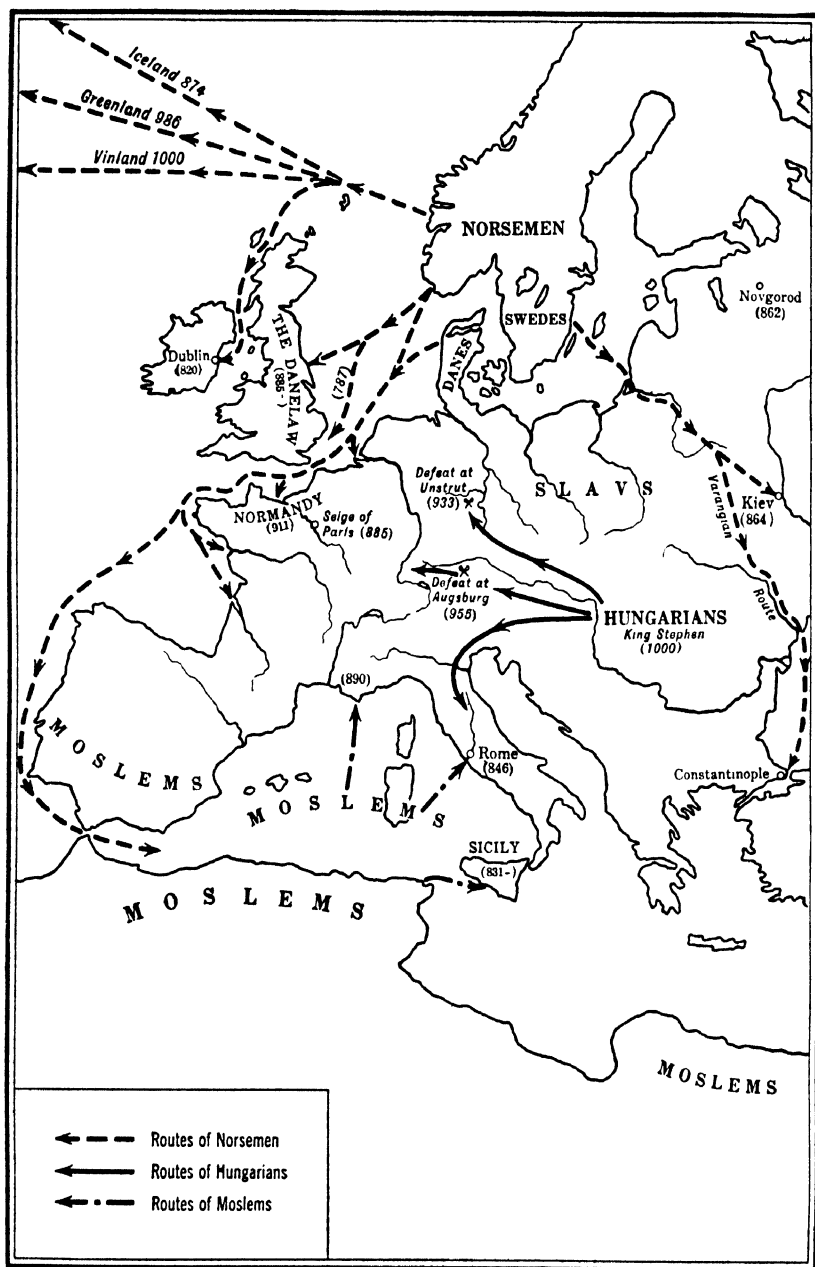 Iceland 874
Greenland 986
Vinland 1000
NORSEMEN
SWEDES
Novgorod
(862)
DANES
THE DANELAW
(885-)
Dublin
(820)
(787)
Defeat at
Unstrut
(933)
SLAVS
Kiev
(864)
Varangian
Route
NORMANDY
(911)
Seige of
Paris (885)
Defeat at
Augsburg
(955)
HUNGARIANS
King Stephen
(1000)
(890)
MOSLEMS
Rome
(846)
Constantinople
MOSLEMS
SICILY
(831-)
MOSLEMS
MOSLEMS
Routes of Norsemen
Routes of Hungarians
Routes of Moslems